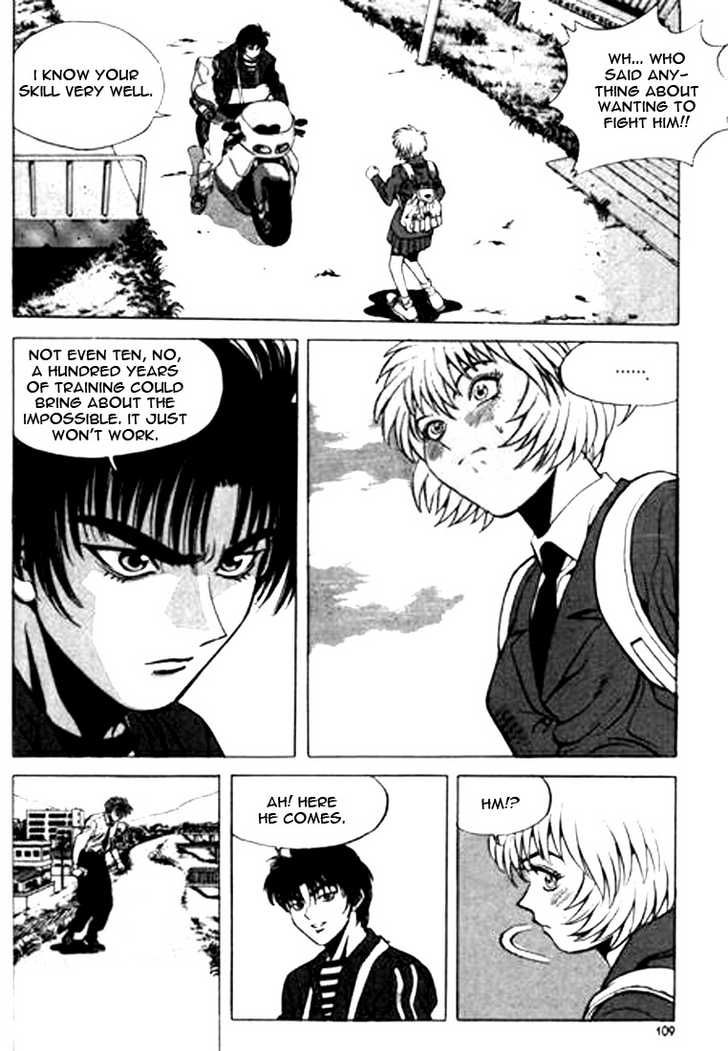 I KNOW YOUR
SKILL VERY WELL.
WH... WHO
SAID ANY-
THING ABOUT
WANTING TO
FIGHT HIM!!
NOT EVEN TEN, NO,
A HUNDRED YEARS
OF TRAINING COULD
BRING ABOUT THE
IMPOSSIBLE. IT JUST
WON'T WORK.
......
AH! HERE
HE COMES.
HM!?
109